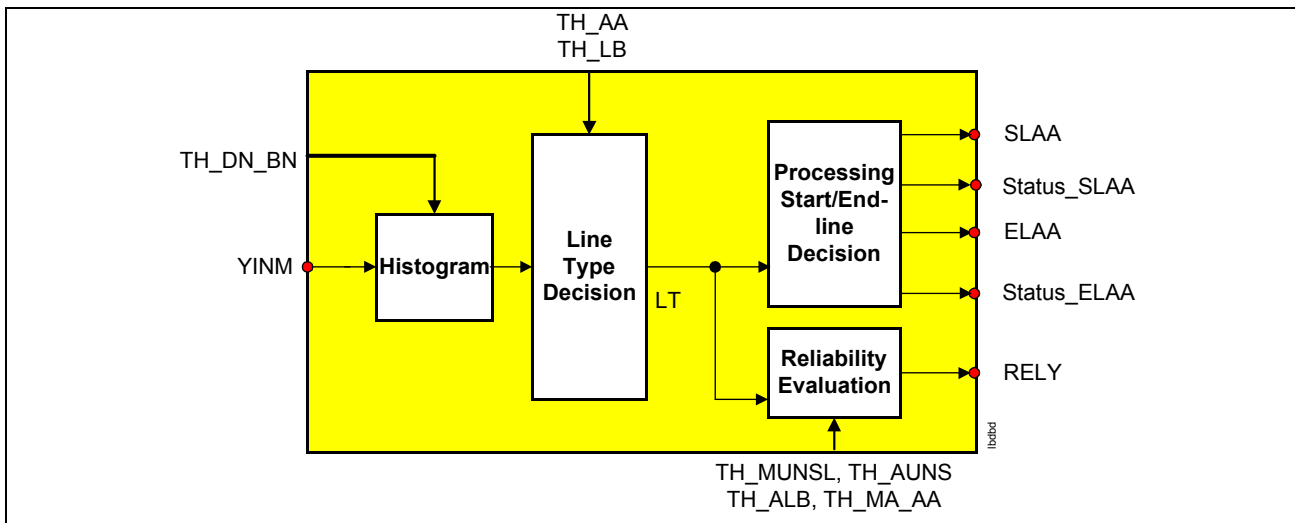 TH_AA
TH_LB
TH_DN_BN
YINM
Histogram
Line
Type
Decision
LT
Processing
Start/End-
line
Decision
Reliability
Evaluation
SLAA
Status_SLAA
ELAA
Status_ELAA
RELY
lbdbd
TH_MUNSL, TH_AUNS
TH_ALB, TH_MA_AA